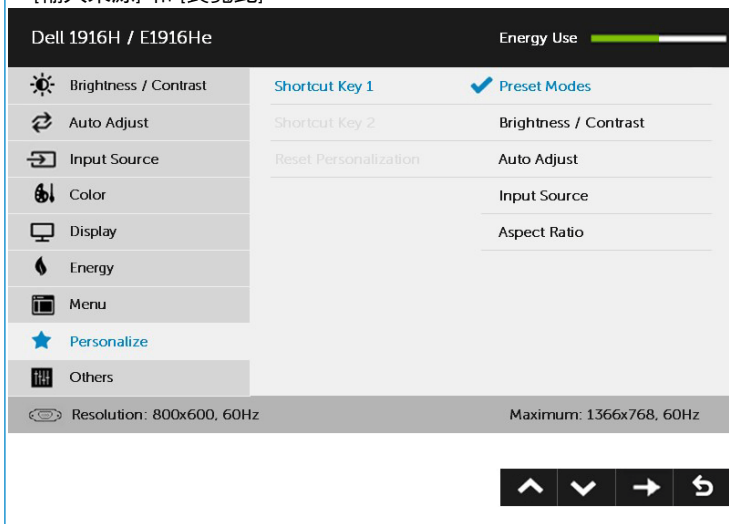 Dell 1916H / E1916He Energy Use
Brightness / Contrast Shortcut Key 1 Preset Modes
Auto Adjust Shortcut Key 2 Brightness / Contrast
Input Source Reset Personalization Auto Adjust
Color Input Source
Display Aspect Ratio
Energy
Menu
Personalize
Others
Resolution: 800x600, 60Hz Maximum: 1366x768, 60Hz